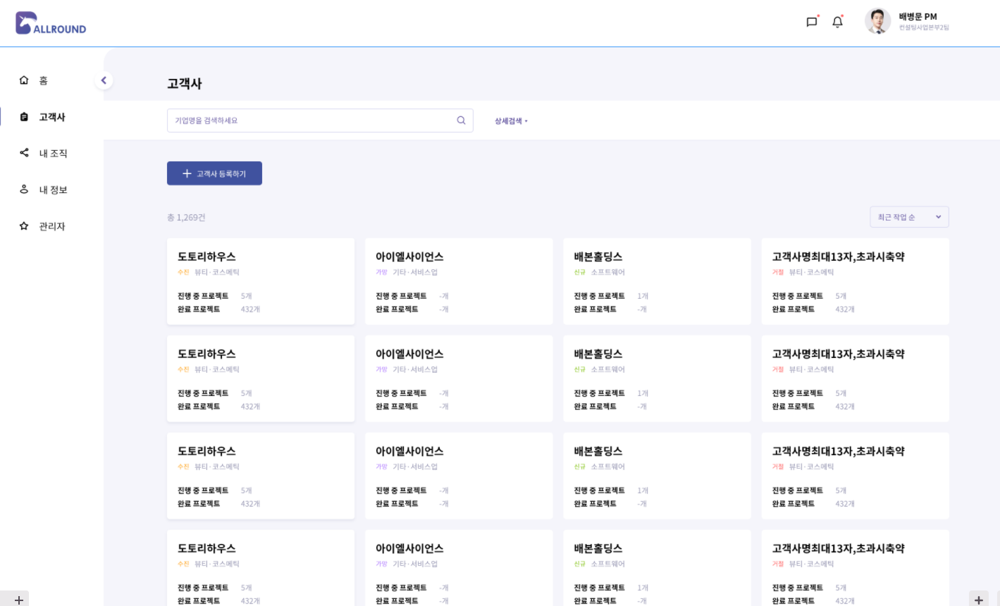 ALLROUND
배병문 PM
컨설팅사업본부2팀
홈
고객사
내 조직
내 정보
관리자
고객사
기업명을 검색하세요
상세검색
고객사 등록하기
총 1,269건
최근 작업 순
도토리하우스
수진 뷰티·코스메틱
진행 중 프로젝트 5개
완료 프로젝트 432개
아이엘사이언스
가망 기타·서비스업
진행 중 프로젝트 -개
완료 프로젝트 -개
배본홀딩스
신규 소프트웨어
진행 중 프로젝트 1개
완료 프로젝트 -개
고객사명최대13자,초과시축약
거절 뷰티·코스메틱
진행 중 프로젝트 5개
완료 프로젝트 432개
도토리하우스
수진 뷰티·코스메틱
진행 중 프로젝트 5개
완료 프로젝트 432개
아이엘사이언스
가망 기타·서비스업
진행 중 프로젝트 -개
완료 프로젝트 -개
배본홀딩스
신규 소프트웨어
진행 중 프로젝트 1개
완료 프로젝트 -개
고객사명최대13자,초과시축약
거절 뷰티·코스메틱
진행 중 프로젝트 5개
완료 프로젝트 432개
도토리하우스
수진 뷰티·코스메틱
진행 중 프로젝트 5개
완료 프로젝트 432개
아이엘사이언스
가망 기타·서비스업
진행 중 프로젝트 -개
완료 프로젝트 -개
배본홀딩스
신규 소프트웨어
진행 중 프로젝트 1개
완료 프로젝트 -개
고객사명최대13자,초과시축약
거절 뷰티·코스메틱
진행 중 프로젝트 5개
완료 프로젝트 432개
도토리하우스
수진 뷰티·코스메틱
진행 중 프로젝트 5개
완료 프로젝트 432개
아이엘사이언스
가망 기타·서비스업
진행 중 프로젝트 -개
완료 프로젝트 -개
배본홀딩스
신규 소프트웨어
진행 중 프로젝트 1개
완료 프로젝트 -개
고객사명최대13자,초과시축약
거절 뷰티·코스메틱
진행 중 프로젝트 5개
완료 프로젝트 432개